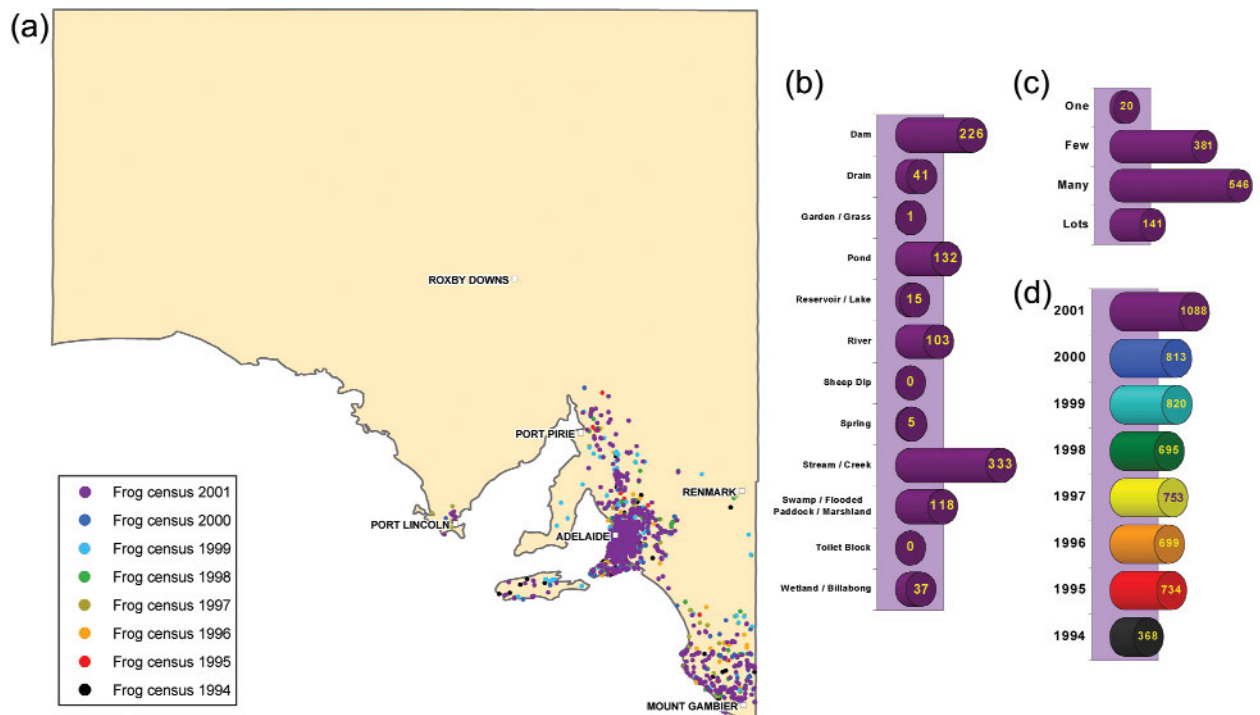 (a)
ROXBY DOWNS
PORT PIRIE
RENMARK
PORT LINCOLN
ADELAIDE
MOUNT GAMBIER
Frog census 2001
Frog census 2000
Frog census 1999
Frog census 1998
Frog census 1997
Frog census 1996
Frog census 1995
Frog census 1994
(b)
Dam 226
Drain 41
Garden / Grass 1
Pond 132
Reservoir / Lake 15
River 103
Sheep Dip 0
Spring 5
Stream / Creek 333
Swamp / Flooded
Paddock / Marshland 118
Toilet Block 0
Wetland / Billabong 37
(c)
One 20
Few 381
Many 546
Lots 141
(d)
2001 1088
2000 813
1999 820
1998 695
1997 753
1996 699
1995 734
1994 368